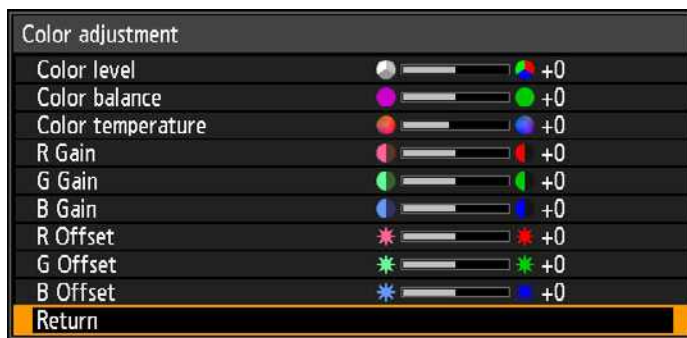 Color adjustment
Color level +0
Color balance +0
Color temperature +0
R Gain +0
G Gain +0
B Gain +0
R Offset +0
G Offset +0
B Offset +0
Return